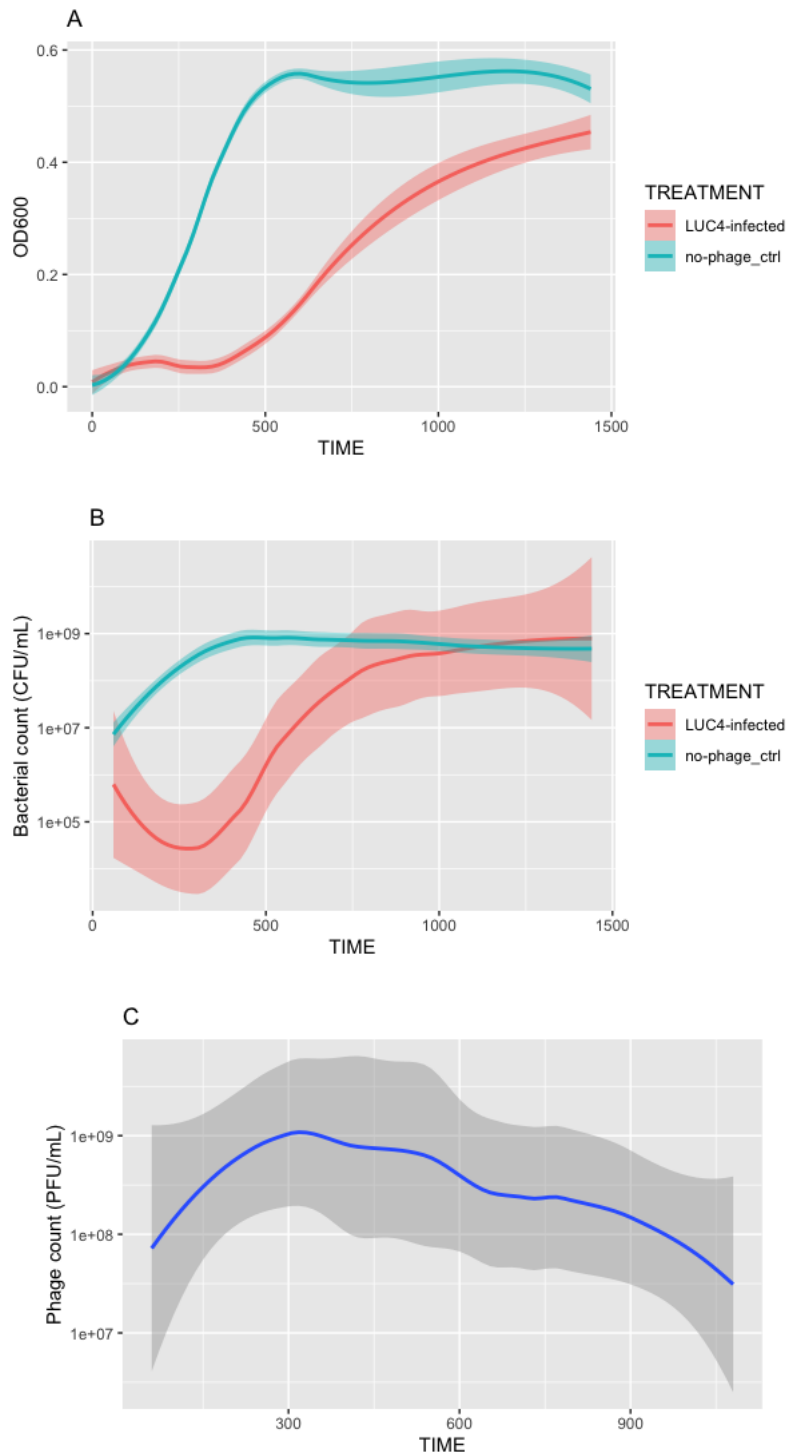 A
0.6
0.4
0.2
0.0
OD600
0
500
1000
1500
TIME
TREATMENT
LUC4-infected
no-phage_ctrl
B
1e+09
1e+07
1e+05
Bacterial count (CFU/mL)
0
500
1000
1500
TIME
TREATMENT
LUC4-infected
no-phage_ctrl
C
1e+09
1e+08
1e+07
Phage count (PFU/mL)
300
600
900
TIME